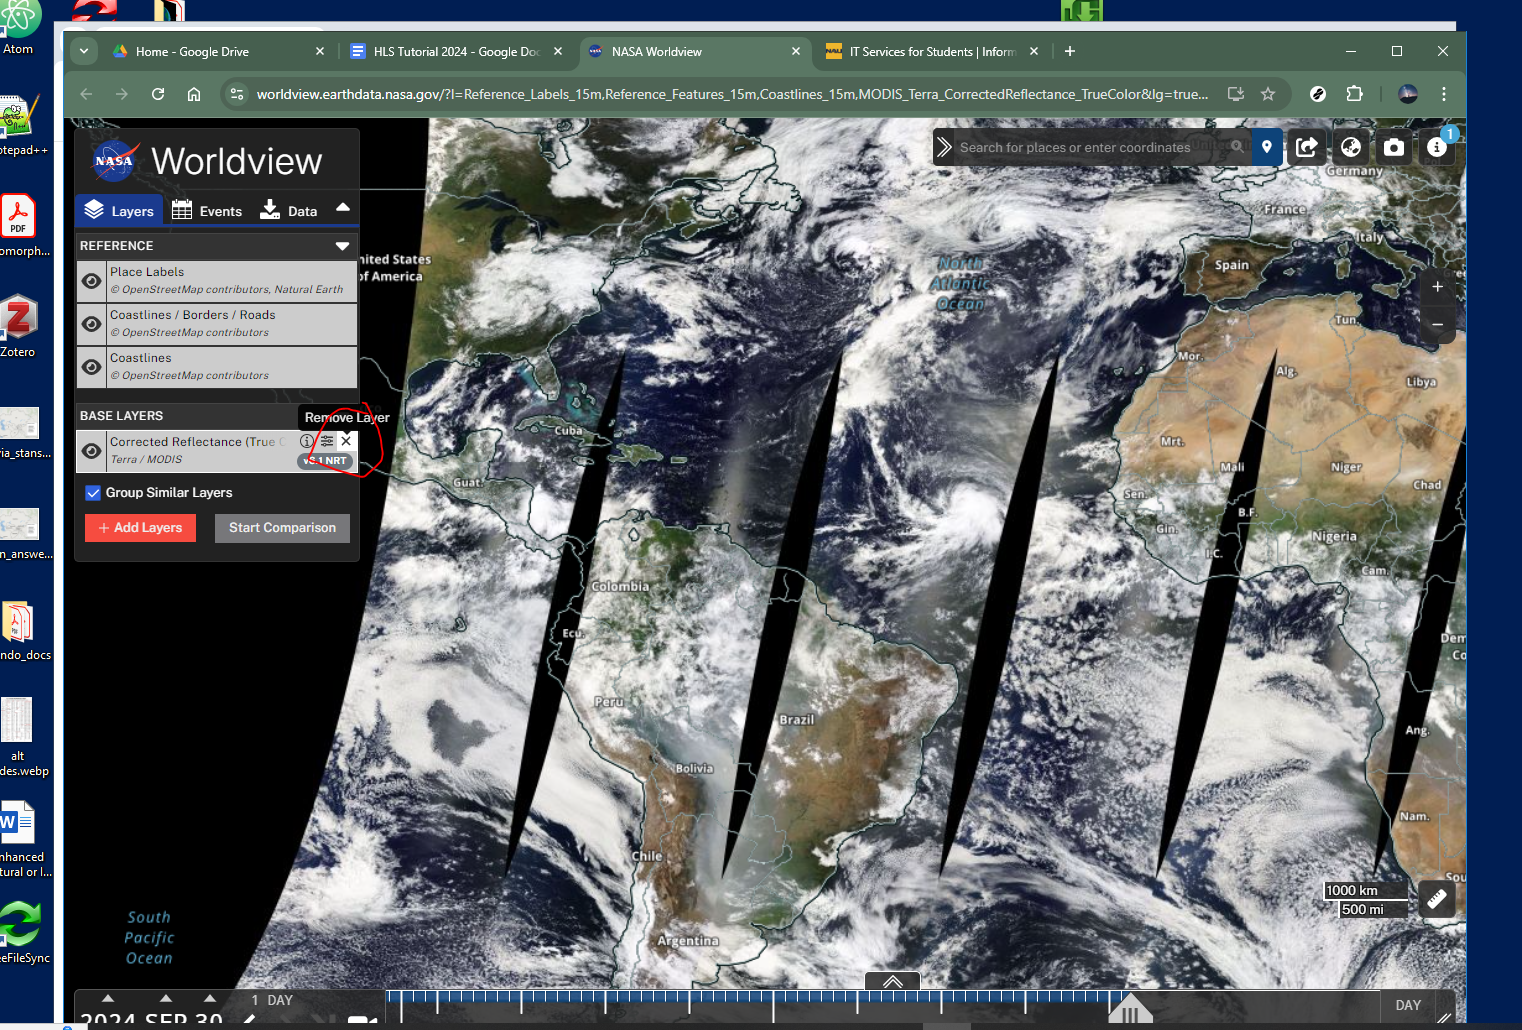 Atom
Home - Google Drive
HLS Tutorial 2024 - Google Doc
NASA Worldview
NAU
IT Services for Students | Inform
worldview.earthdata.nasa.gov/?l=Reference_Labels_15m,Reference_Features_15m,Coastlines_15m,MODIS_Terra_CorrectedReflectance_TrueColor&lg=true...
otepad++
PDF
omorph...
Zotero
ia_stans...
n_answe...
ndo_docs
alt
des.webp
W
nhanced
tural or l...
eeFileSync
NASA
Worldview
Layers
Events
Data
REFERENCE
Place Labels
© OpenStreetMap contributors, Natural Earth
Coastlines / Borders / Roads
© OpenStreetMap contributors
Coastlines
© OpenStreetMap contributors
BASE LAYERS
Remove Layer
Corrected Reflectance (True C
Terra / MODIS
NRT
Group Similar Layers
+ Add Layers
Start Comparison
Search for places or enter coordinates
1
Germany
France
Italy
Spain
nited States
of America
North
Atlantic
Ocean
Tun.
Mor.
Alg.
Libya
Cuba
Mrt.
Mali
Niger
Chad
Guat.
Sen.
B.F.
Gin.
Nigeria
I.C.
Cam.
Colombia
Ecu.
Dem
Co
Peru
Brazil
Ang.
Bolivia
Nam.
Chile
Sou
1000 km
500 mi
Argentina
South
Pacific
Ocean
1 DAY
2024 SEP 30
DAY